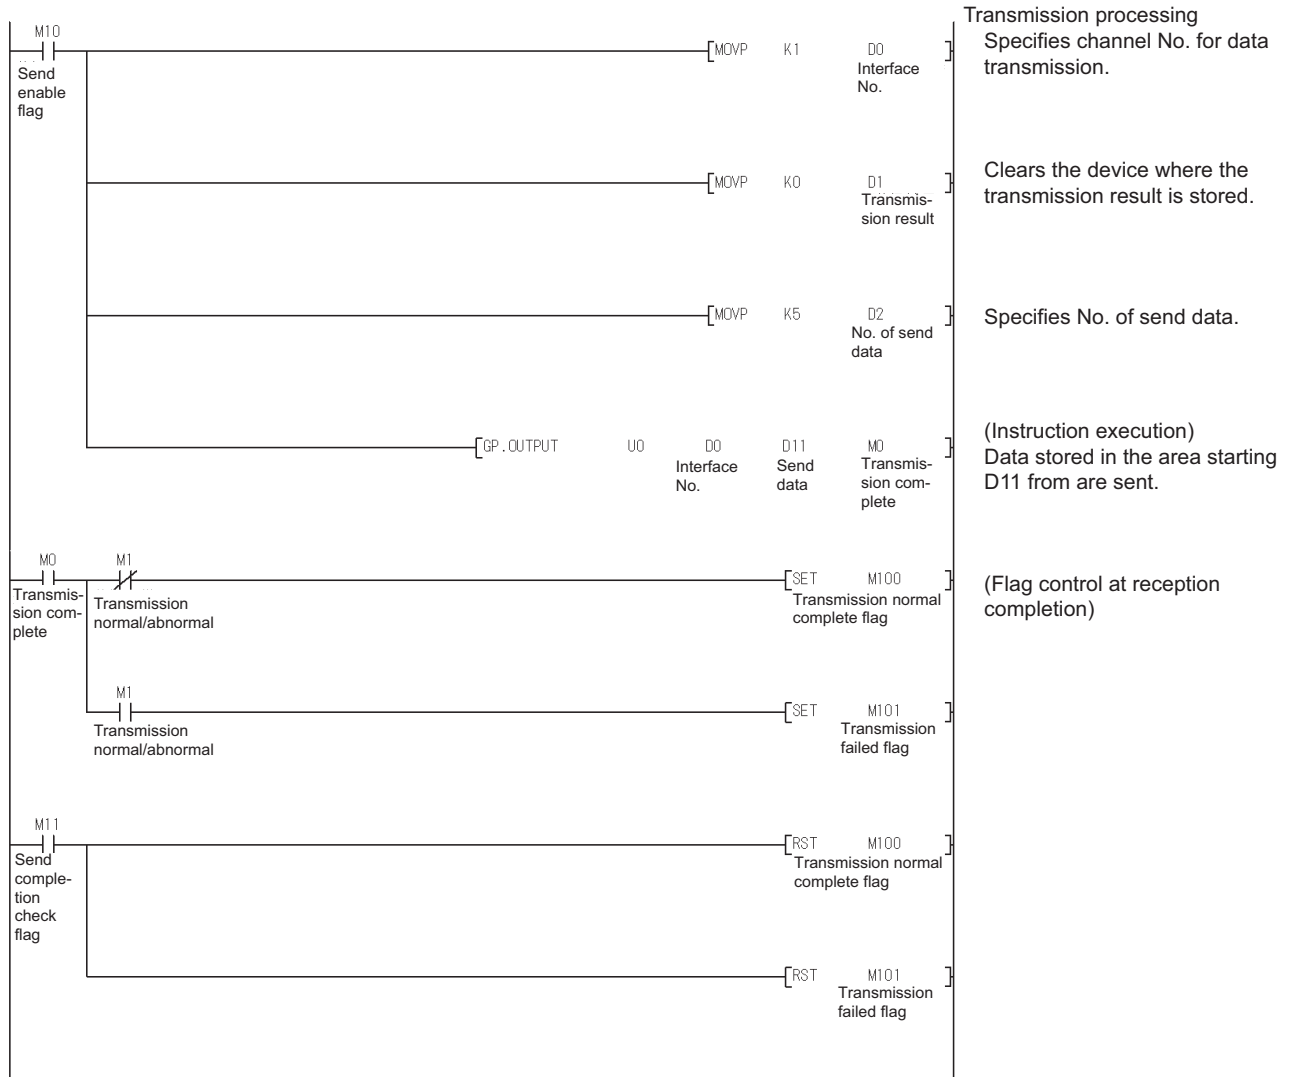 Transmission processing
M10
MOVP K1 D0
Specifies channel No. for data
transmission.
Send
enable
flag
Interface
No.
MOVP K0 D1
Clears the device where the
transmission result is stored.
Transmis-
sion result
MOVP K5 D2
Specifies No. of send data.
No. of send
data
GP.OUTPUT U0 D0 D11 M0
Interface
No.
Send
data
Transmis-
sion com-
plete
(Instruction execution)
Data stored in the area starting
D11 from are sent.
M0 M1
SET M100
Transmis-
sion com-
plete
Transmission
normal/abnormal
Transmission normal
complete flag
(Flag control at reception
completion)
M1
SET M101
Transmission
normal/abnormal
Transmission
failed flag
M11
RST M100
Send
comple-
tion
check
flag
Transmission normal
complete flag
RST M101
Transmission
failed flag